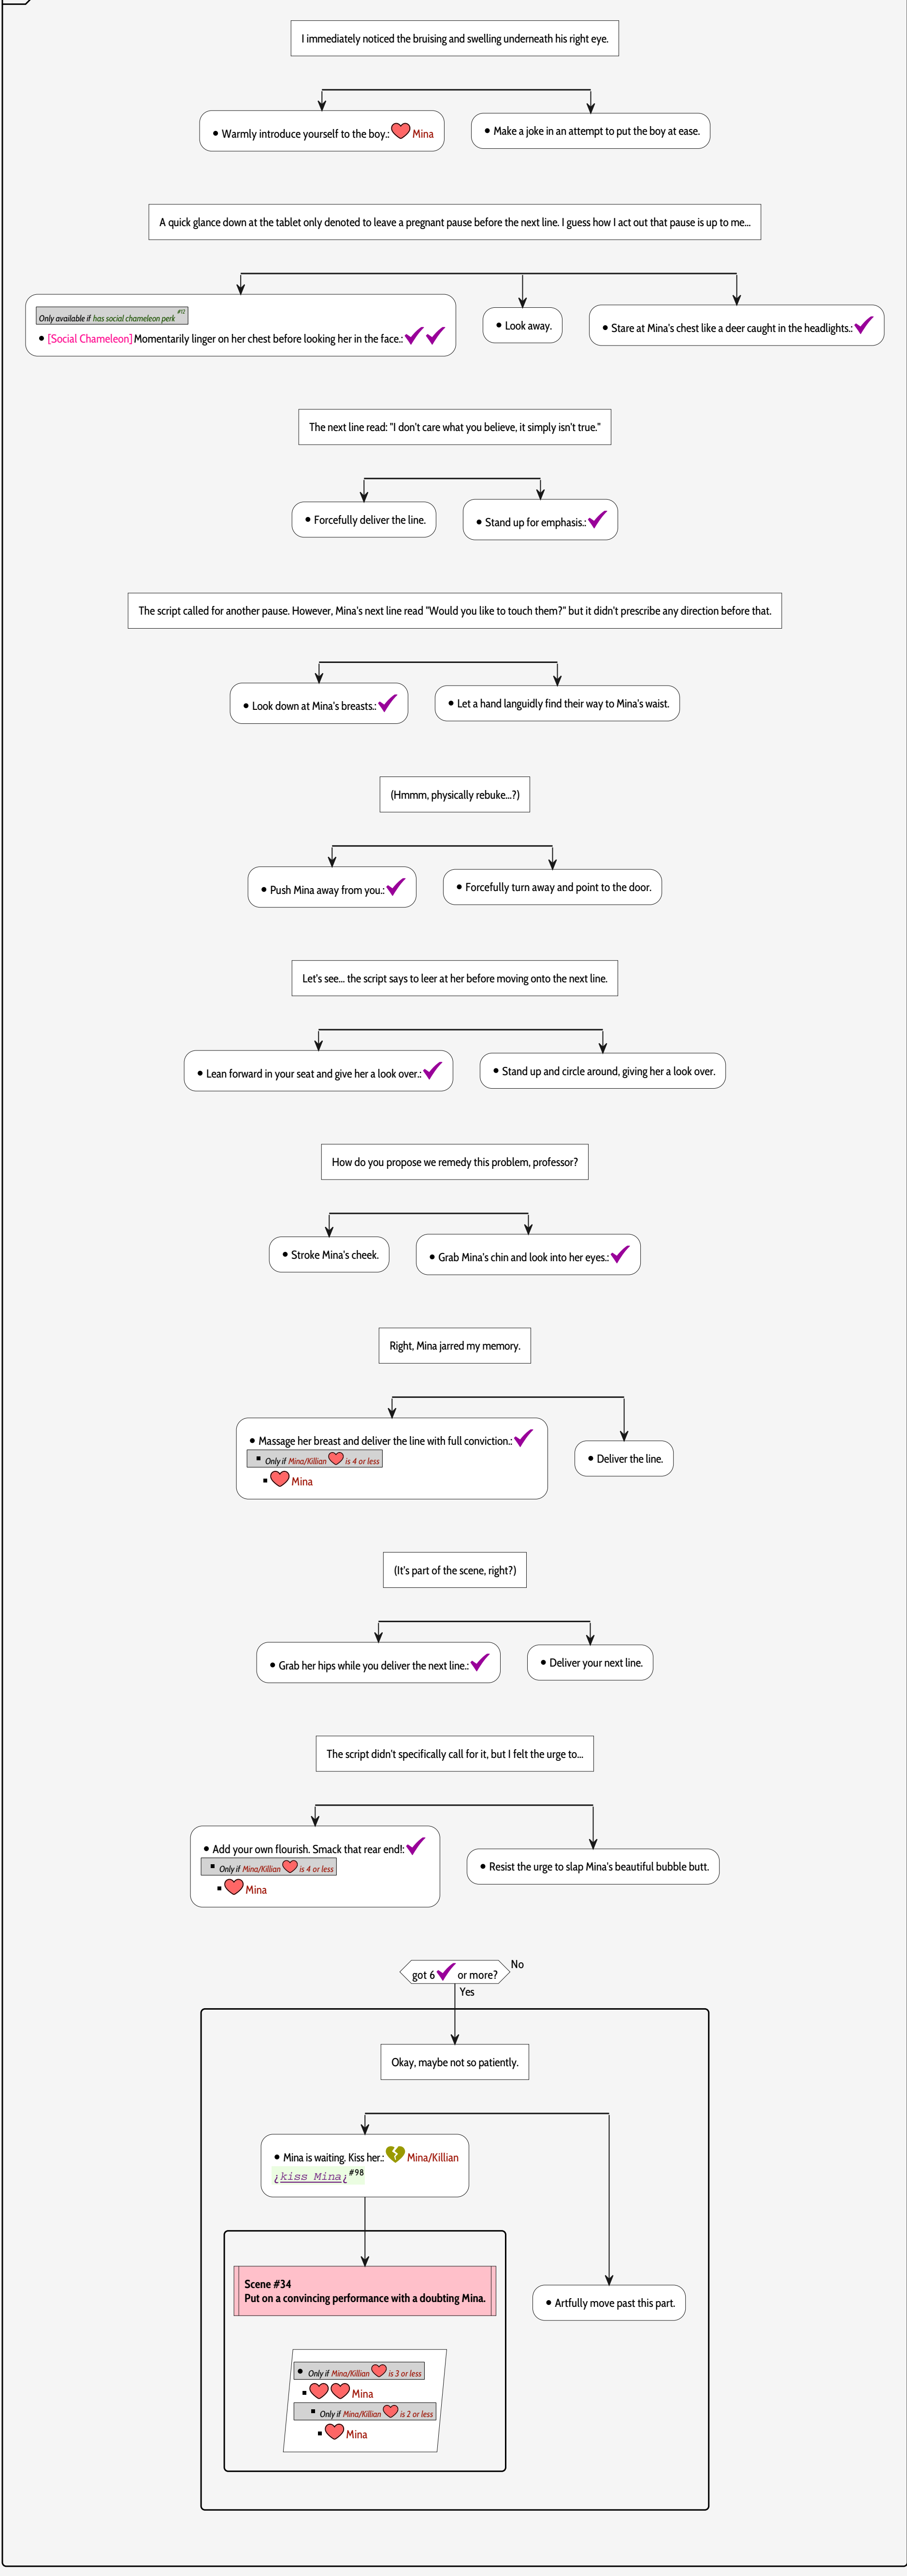 I immediately noticed the bruising and swelling underneath his right eye.
Warmly introduce yourself to the boy.: Mina
Make a joke in an attempt to put the boy at ease.
A quick glance down at the tablet only denoted to leave a pregnant pause before the next line. I guess how I act out that pause is up to me...
Only available if has social chameleon perk #12
[Social Chameleon] Momentarily linger on her chest before looking her in the face.:
Look away.
Stare at Mina's chest like a deer caught in the headlights.:
The next line read: "I don't care what you believe, it simply isn't true."
Forcefully deliver the line.
Stand up for emphasis.:
The script called for another pause. However, Mina's next line read "Would you like to touch them?" but it didn't prescribe any direction before that.
Look down at Mina's breasts.:
Let a hand languidly find their way to Mina's waist.
(Hmmm, physically rebuke...?)
Push Mina away from you.:
Forcefully turn away and point to the door.
Let's see... the script says to leer at her before moving onto the next line.
Lean forward in your seat and give her a look over.:
Stand up and circle around, giving her a look over.
How do you propose we remedy this problem, professor?
Stroke Mina's cheek.
Grab Mina's chin and look into her eyes.:
Right, Mina jarred my memory.
Massage her breast and deliver the line with full conviction.:
Only if Mina/Killian is 4 or less
Mina
Deliver the line.
(It's part of the scene, right?)
Grab her hips while you deliver the next line.:
Deliver your next line.
The script didn't specifically call for it, but I felt the urge to...
Add your own flourish. Smack that rear end!:
Only if Mina/Killian is 4 or less
Mina
Resist the urge to slap Mina's beautiful bubble butt.
got 6 or more?
No
Yes
Okay, maybe not so patiently.
Mina is waiting. Kiss her.: Mina/Killian
¿kiss Mina¿ #98
Scene #34
Put on a convincing performance with a doubting Mina.
Artfully move past this part.
Only if Mina/Killian is 3 or less
Mina
Only if Mina/Killian is 2 or less
Mina